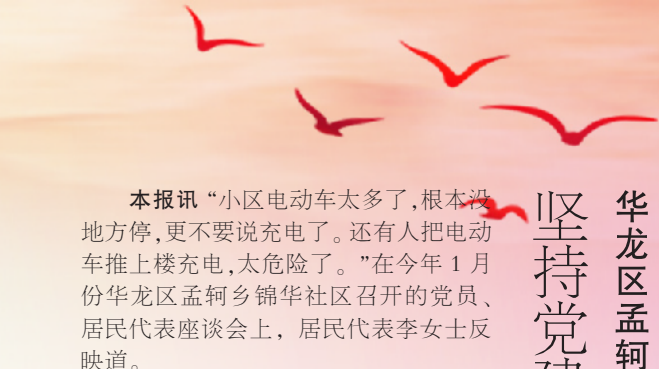 华龙区孟轲
坚持党建
本报讯 “小区电动车太多了,根本没
地方停,更不要说充电了。还有人把电动
车推上楼充电,太危险了。”在今年 1 月
份华龙区孟轲乡锦华社区召开的党员、
居民代表座谈会上，居民代表李女士反
映道。